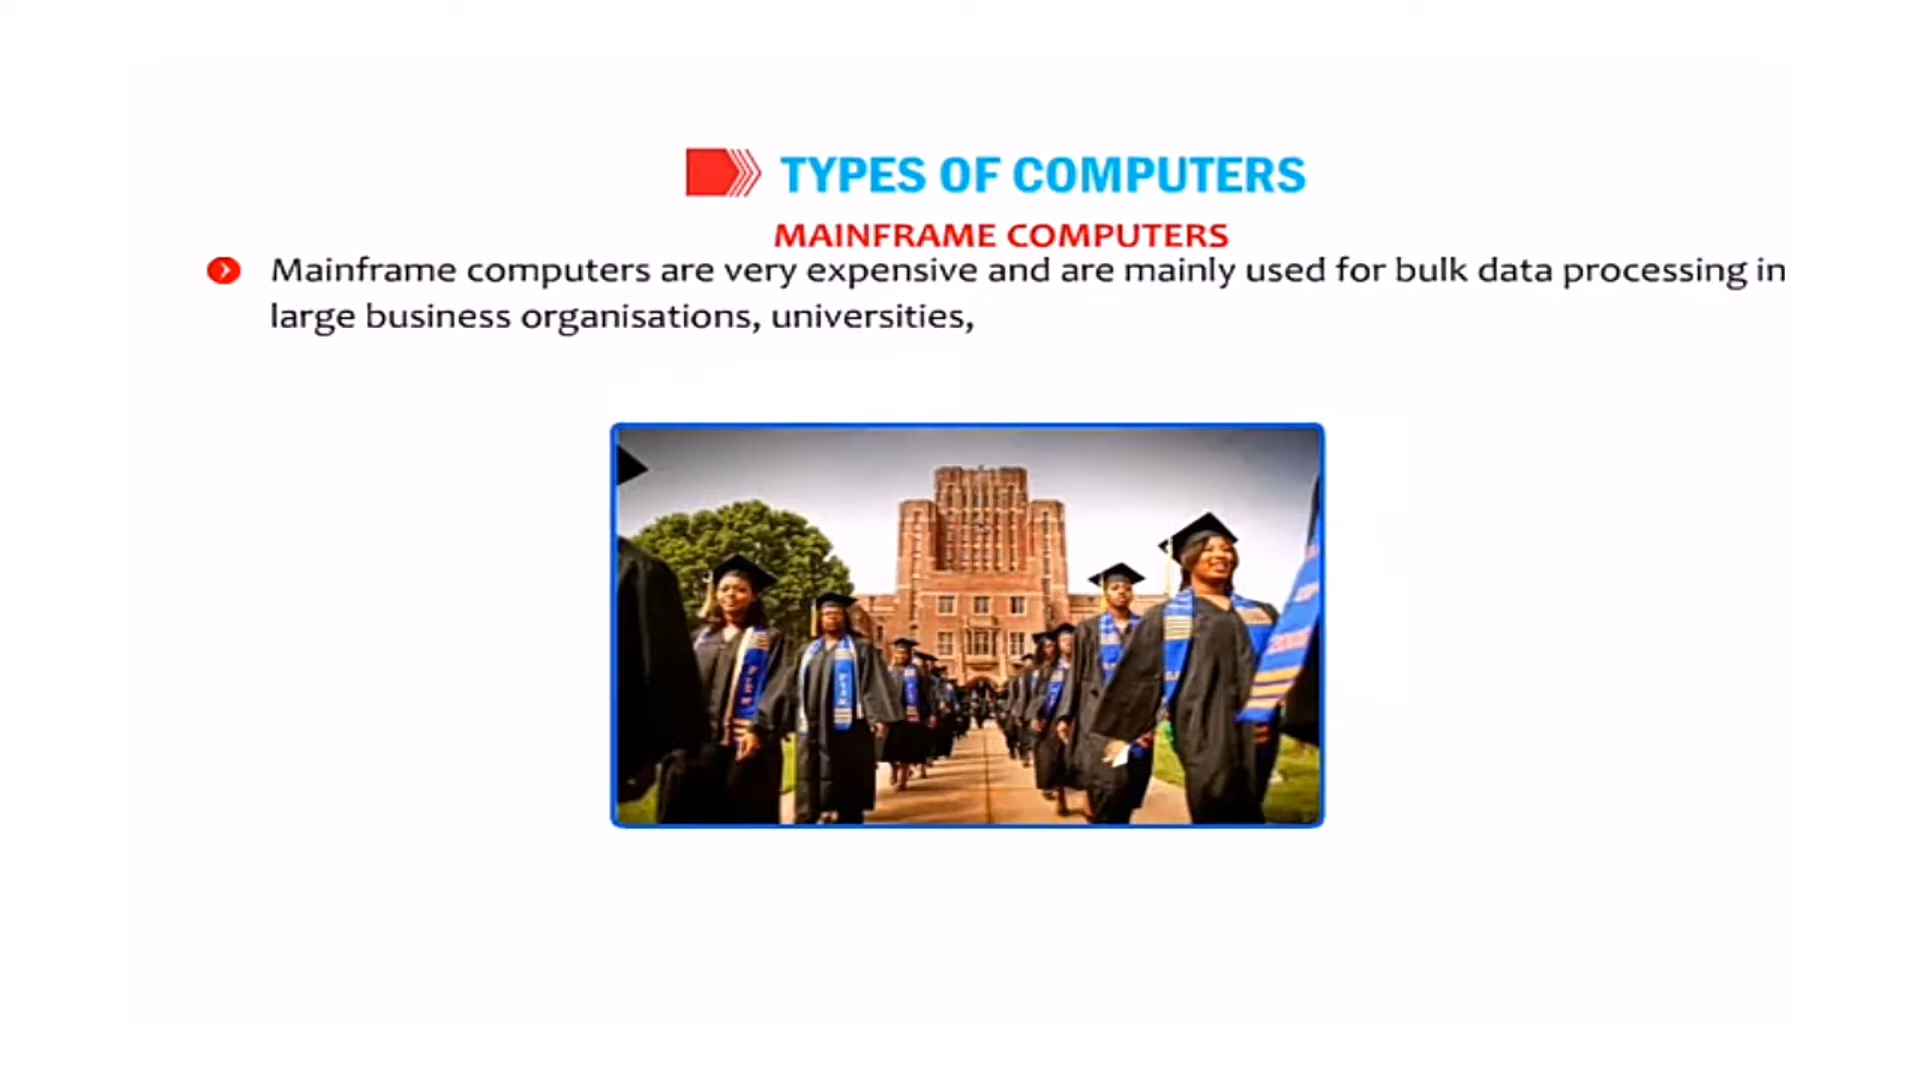 TYPES OF COMPUTERS
MAINFRAME COMPUTERS
Mainframe computers are very expensive and are mainly used for bulk data processing in
large business organisations, universities,